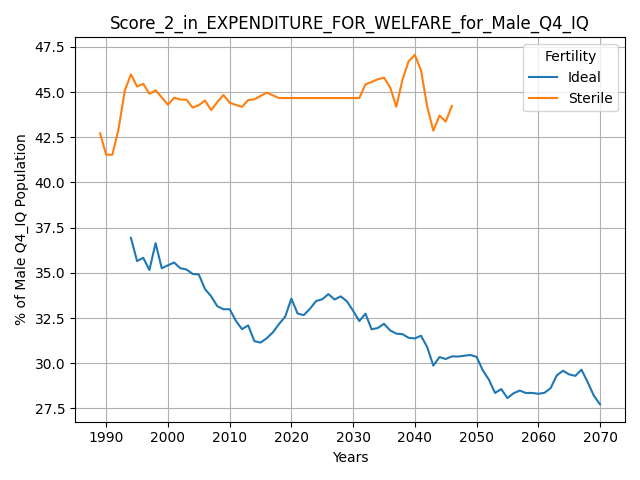 Score_2_in_EXPENDITURE_FOR_WELFARE_for_Male_Q4_IQ
47.5
45.0
42.5
40.0
37.5
35.0
32.5
30.0
27.5
% of Male Q4_IQ Population
Fertility
Ideal
Sterile
1990 2000 2010 2020 2030 2040 2050 2060 2070
Years